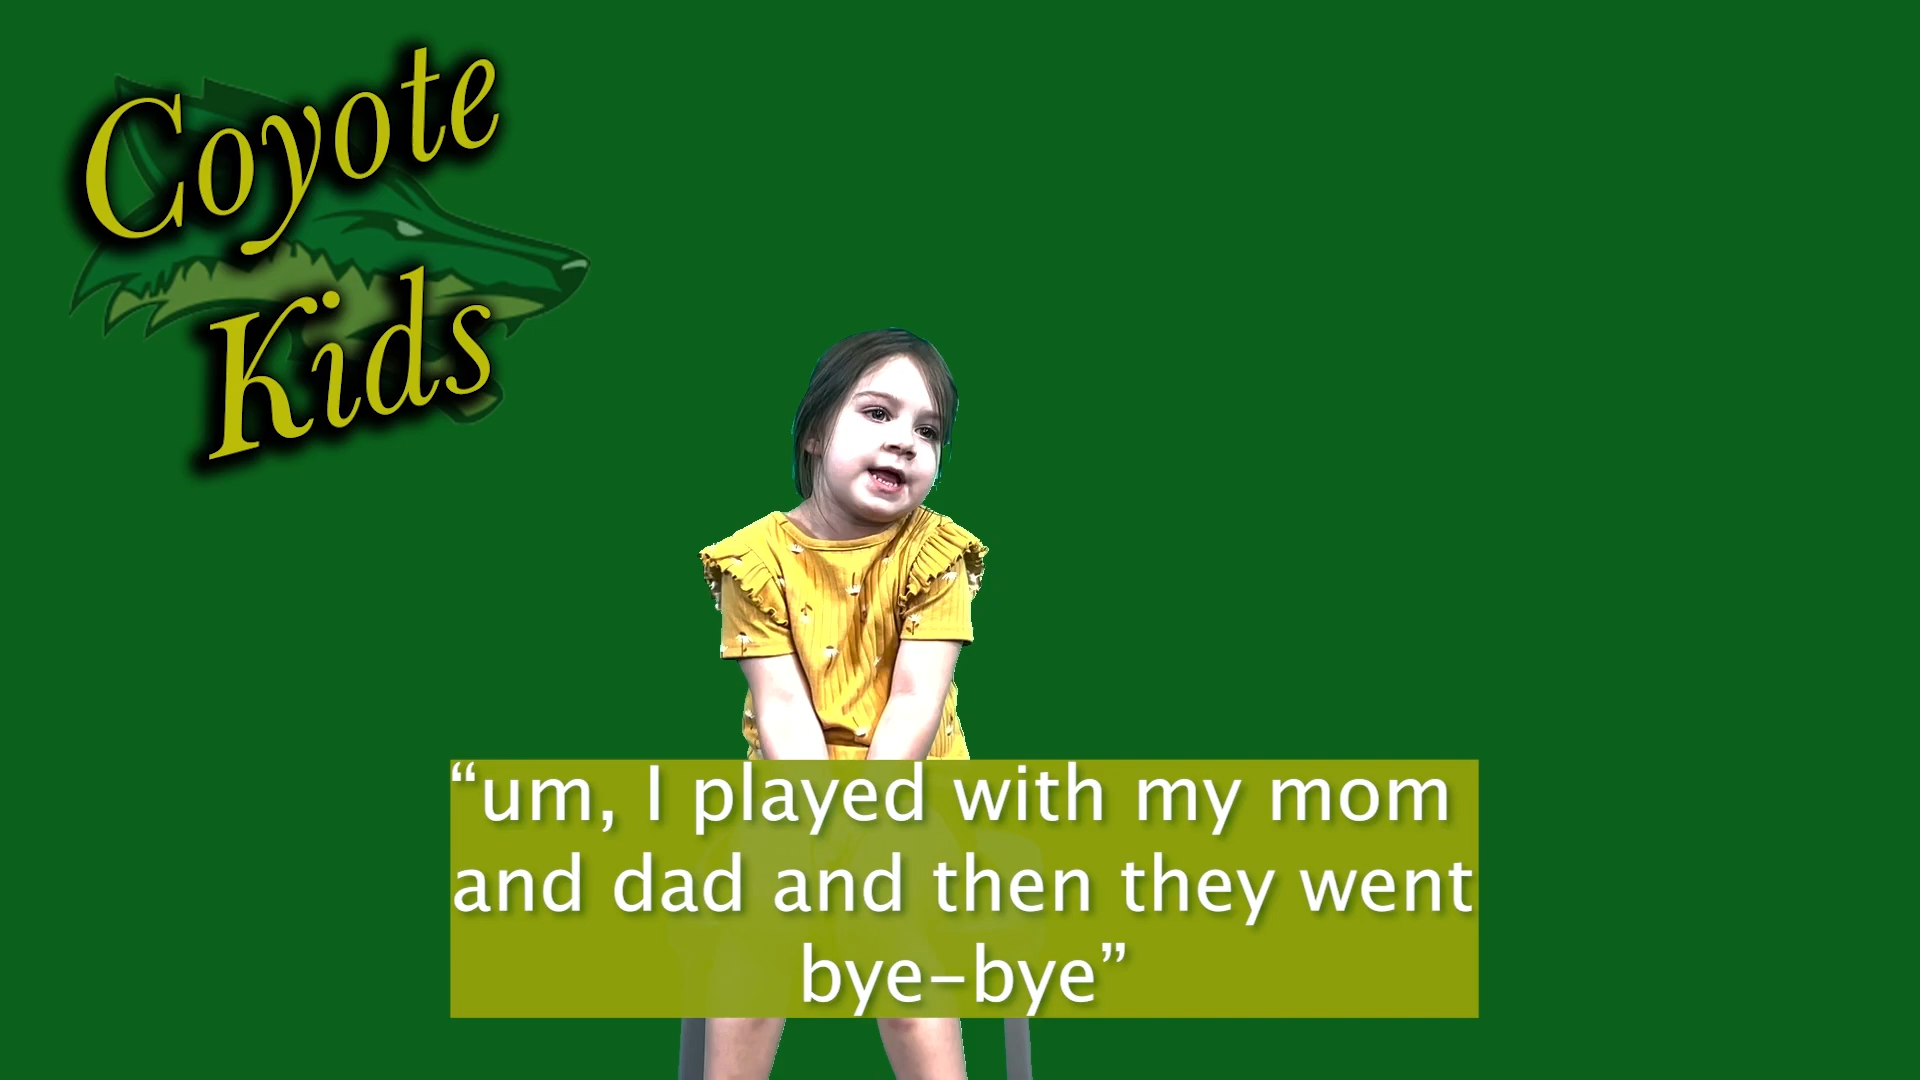 Coyote
Kids
“um, I played with my mom
and dad and then they went
bye-bye”